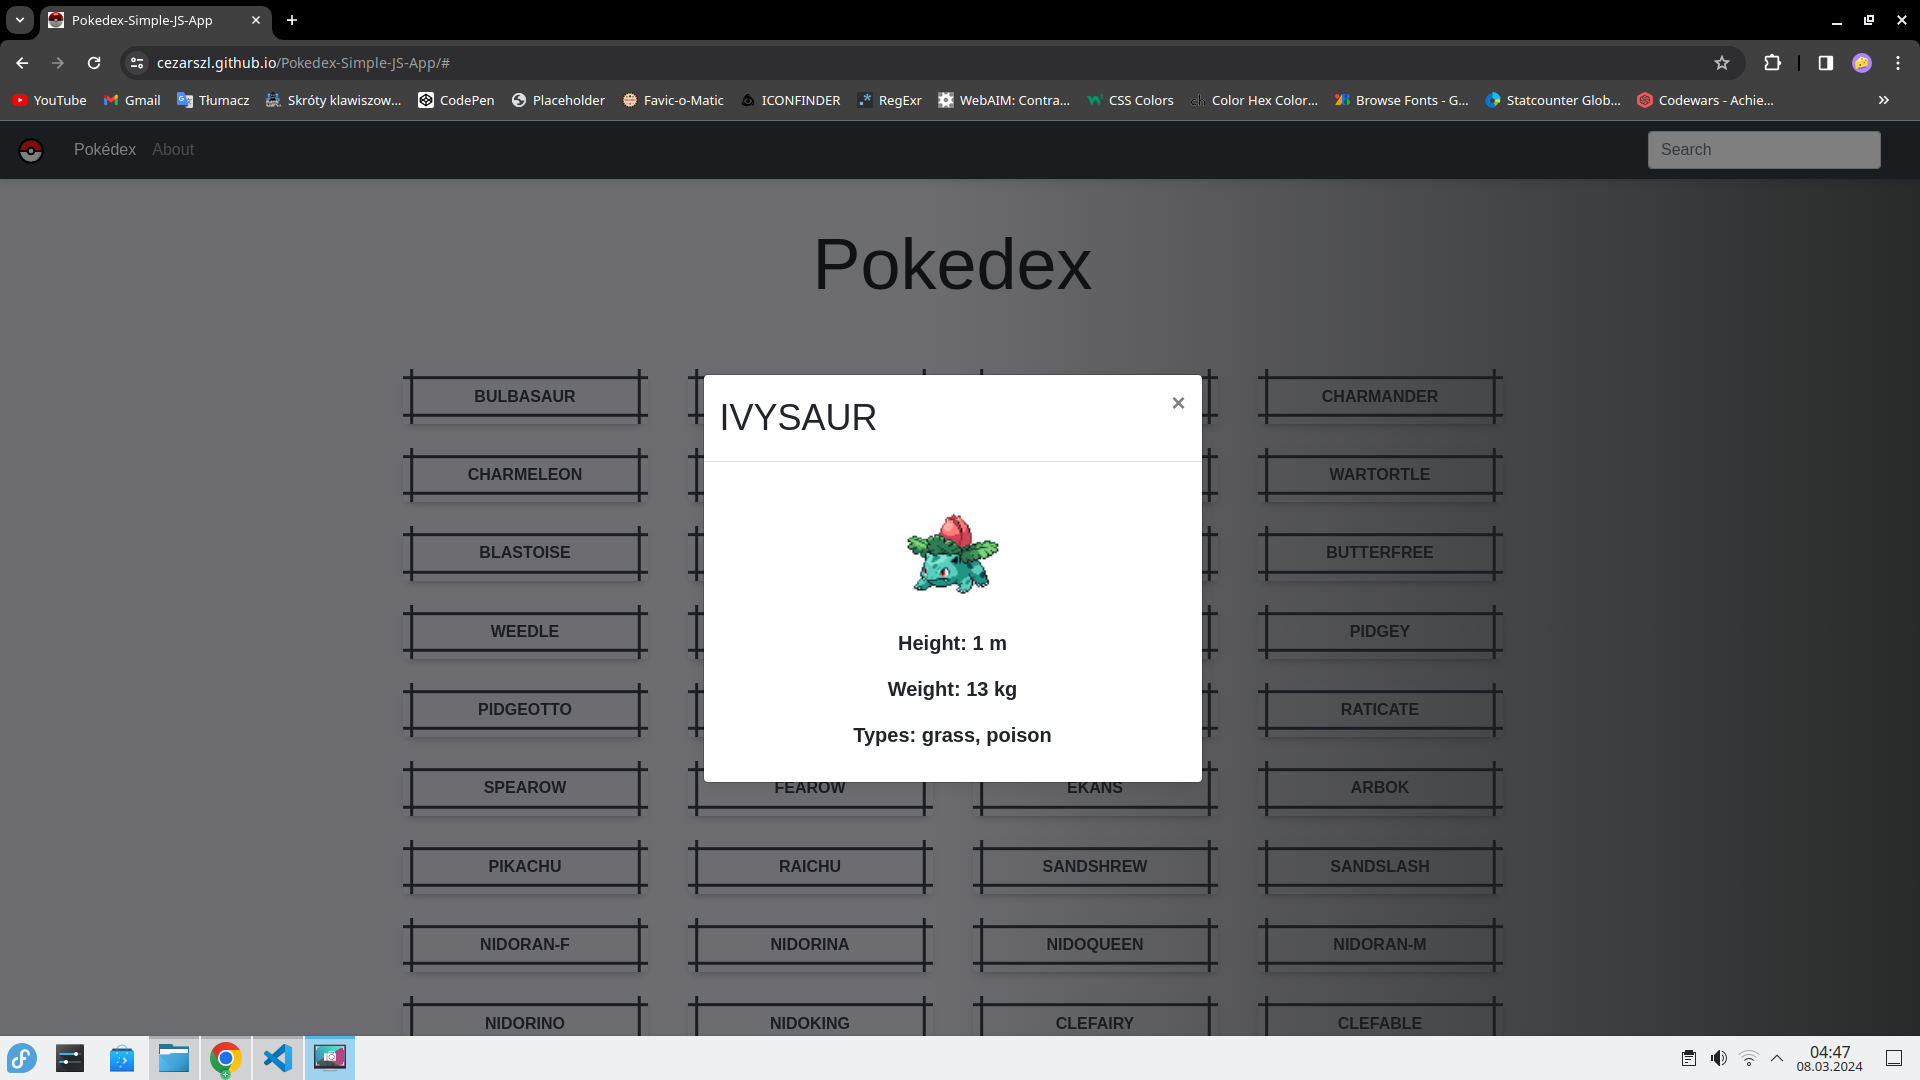 Pokedex-Simple-JS-App
cezarszl.github.io/Pokedex-Simple-JS-App/#
YouTube Gmail Tłumacz Skróty klawiszow... CodePen Placeholder Favic-o-Matic ICONFINDER RegExr WebAIM: Contra... CSS Colors Color Hex Color... Browse Fonts - G... Statcounter Glob... Codewars - Achie...
Pokédex About Search
Pokedex
BULBASAUR CHARMANDER
IVYSAUR ×
CHARMELEON WARTORTLE
BLASTOISE BUTTERFREE
WEEDLE PIDGEY
Height: 1 m
Weight: 13 kg
PIDGEOTTO RATICATE
Types: grass, poison
SPEAROW FEAROW EKANS ARBOK
PIKACHU RAICHU SANDSHREW SANDSLASH
NIDORAN-F NIDORINA NIDOQUEEN NIDORAN-M
NIDORINO NIDOKING CLEFAIRY CLEFABLE
04:47
08.03.2024